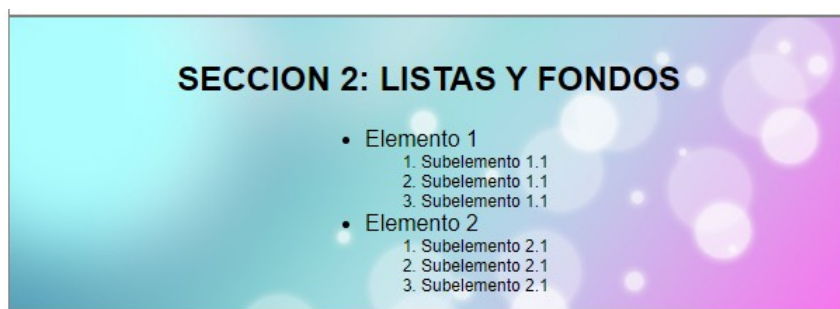 SECCION 2: LISTAS Y FONDOS
• Elemento 1
1. Subelemento 1.1
2. Subelemento 1.1
3. Subelemento 1.1
• Elemento 2
1. Subelemento 2.1
2. Subelemento 2.1
3. Subelemento 2.1